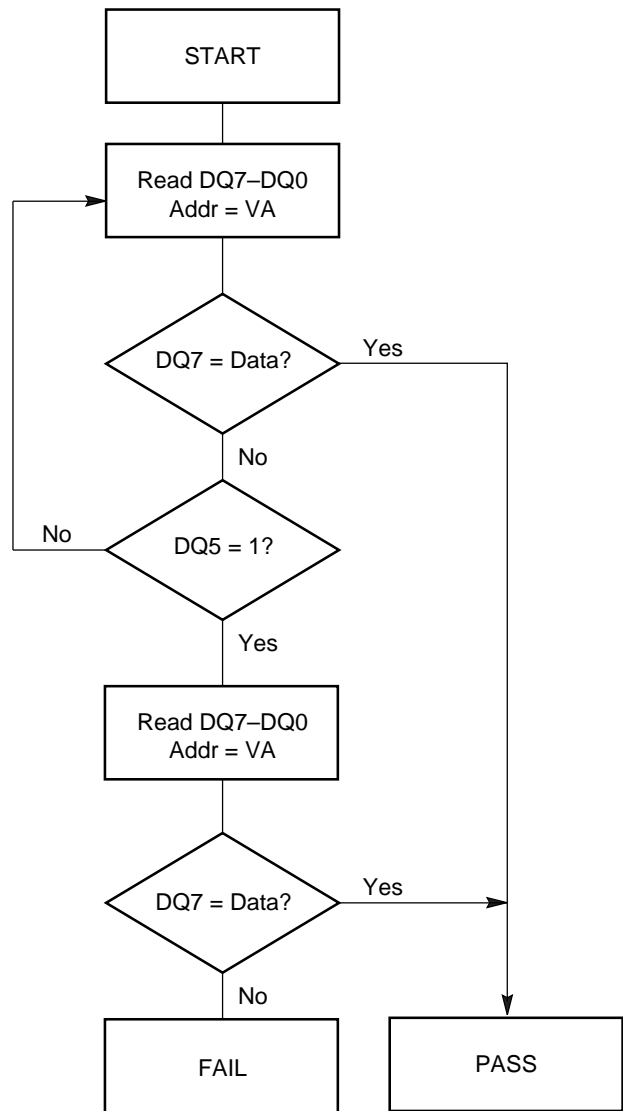 START
Read DQ7–DQ0
Addr = VA
DQ7 = Data?
Yes
No
DQ5 = 1?
No
Yes
Read DQ7–DQ0
Addr = VA
DQ7 = Data?
Yes
No
FAIL
PASS